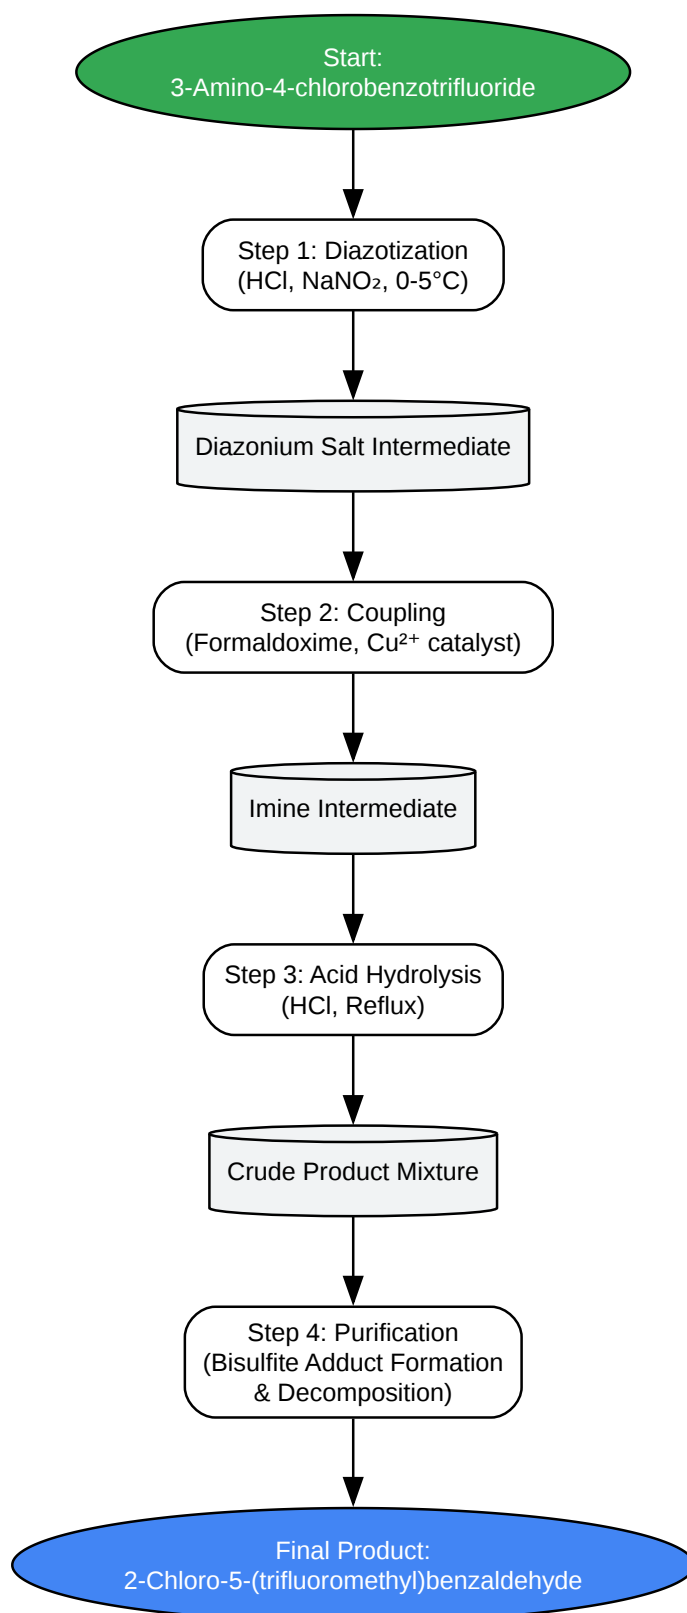 Start:
3-Amino-4-chlorobenzotrifluoride
Step 1: Diazotization
(HCl, NaNO₂, 0-5°C)
Diazonium Salt Intermediate
Step 2: Coupling
(Formaldoxime, Cu²⁺ catalyst)
Imine Intermediate
Step 3: Acid Hydrolysis
(HCl, Reflux)
Crude Product Mixture
Step 4: Purification
(Bisulfite Adduct Formation
& Decomposition)
Final Product:
2-Chloro-5-(trifluoromethyl)benzaldehyde